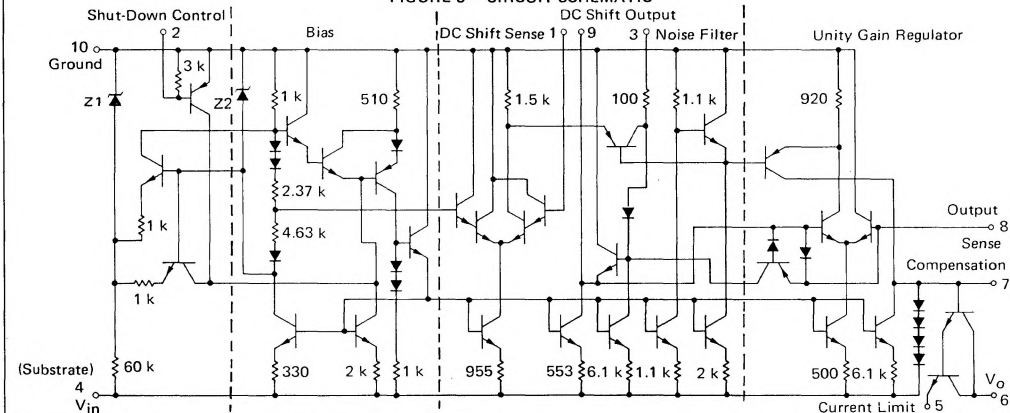 FIGURE 3 – CIRCUIT SCHEMATIC
Shut-Down Control
2
Bias
DC Shift Output
DC Shift Sense 1 9 3 Noise Filter
Unity Gain Regulator
10
Ground
3 k
Z1
Z2
1 k
510
1.5 k
100
1.1 k
920
2.37 k
4.63 k
1 k
1 k
Output
8
Sense
Compensation
7
60 k
(Substrate)
4
Vin
330
2 k
1 k
955
553
6.1 k
1.1 k
2 k
500
6.1 k
Vo
6
Current Limit 5